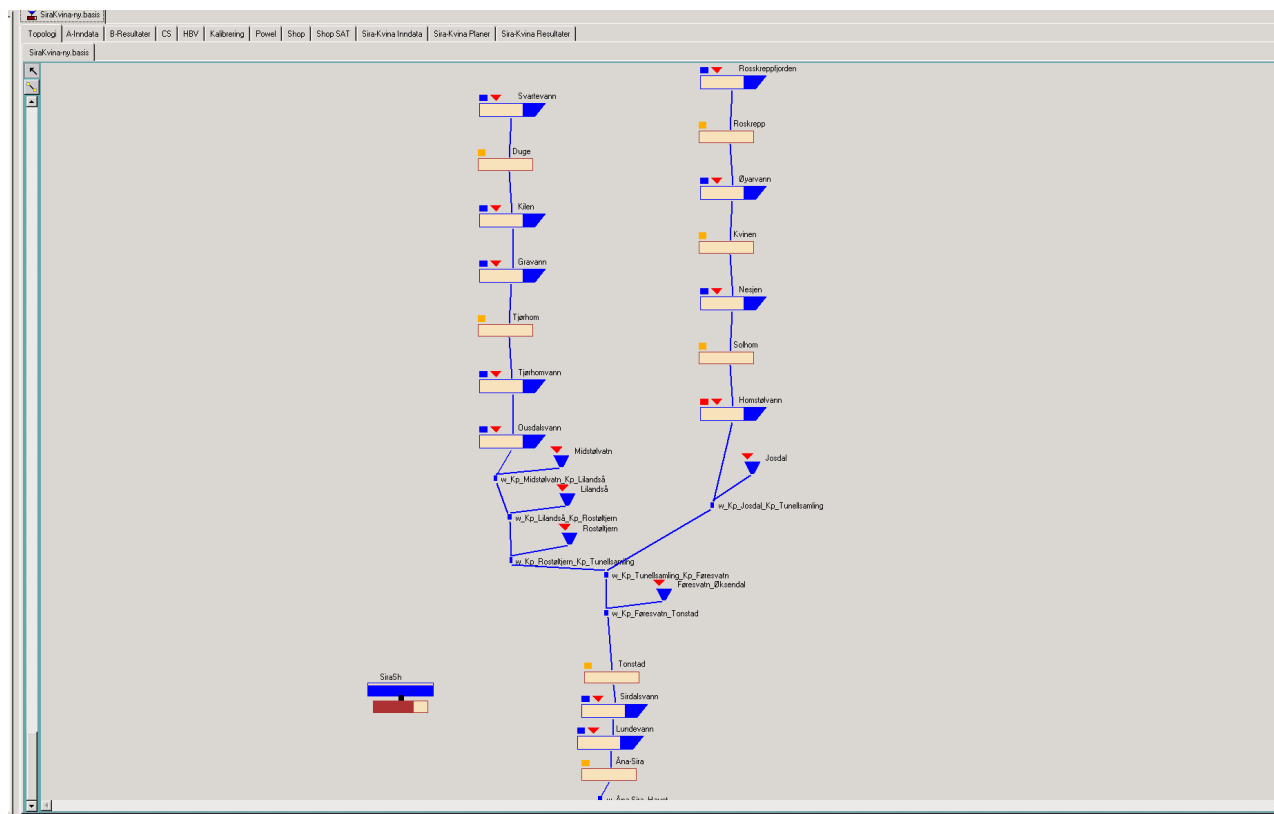 SiraKvina-ny.basis
Topologi A-Inndata B-Resultater CS HBV Kalibrering Powel Shop Shop SAT Sira-Kvina Inndata Sira-Kvina Planer Sira-Kvina Resultater
SiraKvina-ny.basis
Rosskreppfjorden
Svartevann
Roskrepp
Duge
Øyarvann
Kilen
Kvinen
Gravann
Nesjen
Tjørhom
Solhom
Tjørhomvann
Homstølvann
Ousdalsvann
Midstølvatn
Josdal
w_Kp_Midstølvatn_Kp_Lilandså
Lilandså
w_Kp_Josdal_Kp_Tunellsamling
w_Kp_Lilandså_Kp_Rostøltjern
Rostøltjern
w_Kp_Rostøltjern_Kp_Tunellsamling
w_Kp_Tunellsamling_Kp_Føresvatn
Føresvatn_Øksendal
w_Kp_Føresvatn_Tonstad
Tonstad
SiraSh
Sirdalsvann
Lundevann
Åna-Sira
w_Åna-Sira_Havet